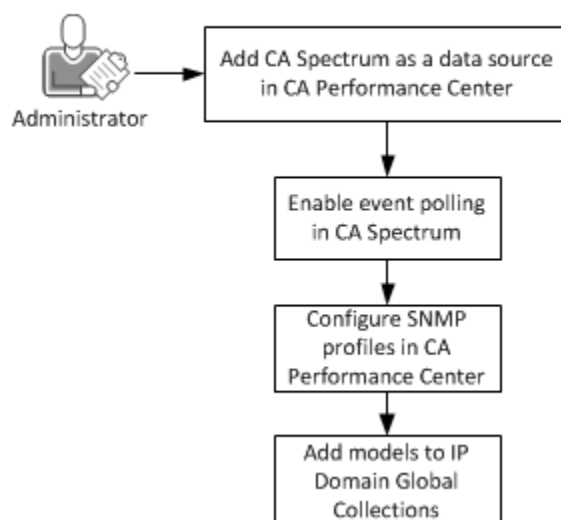 Administrator
Add CA Spectrum as a data source
in CA Performance Center
Enable event polling
in CA Spectrum
Configure SNMP
profiles in CA
Performance Center
Add models to IP
Domain Global
Collections